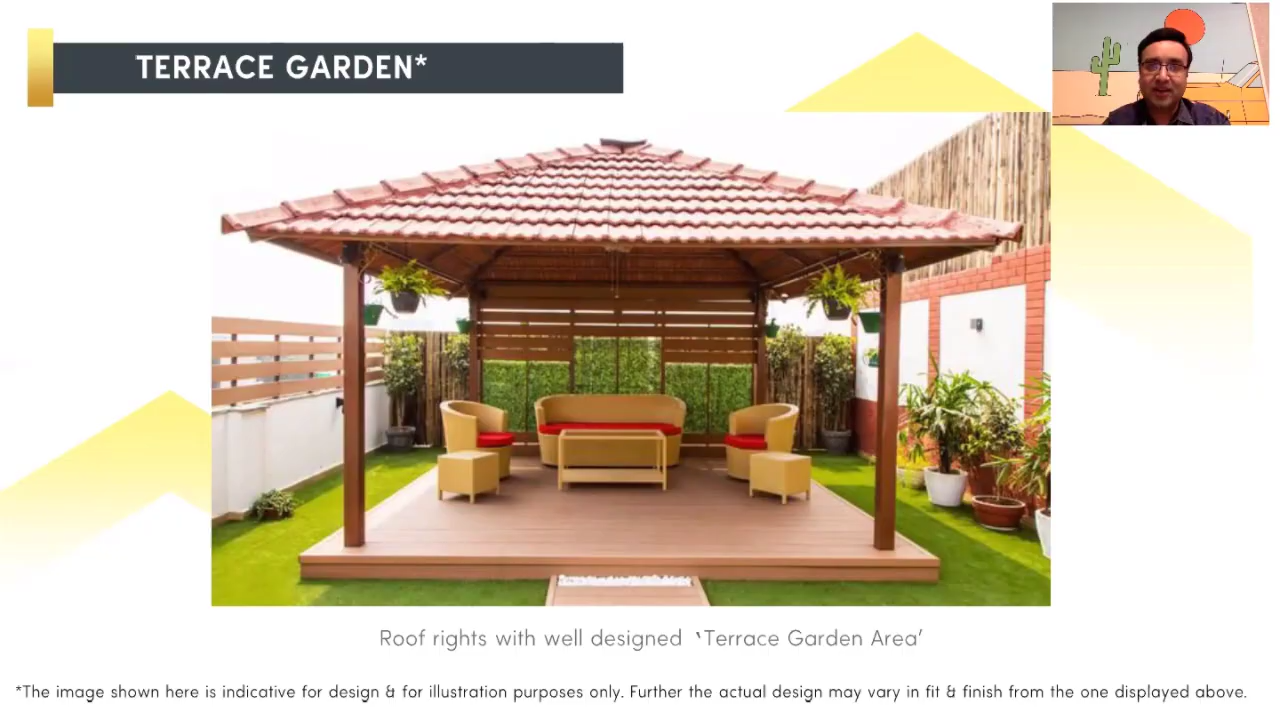 TERRACE GARDEN*
Roof rights with well designed ‵Terrace Garden Area′
*The image shown here is indicative for design & for illustration purposes only. Further the actual design may vary in fit & finish from the one displayed above.